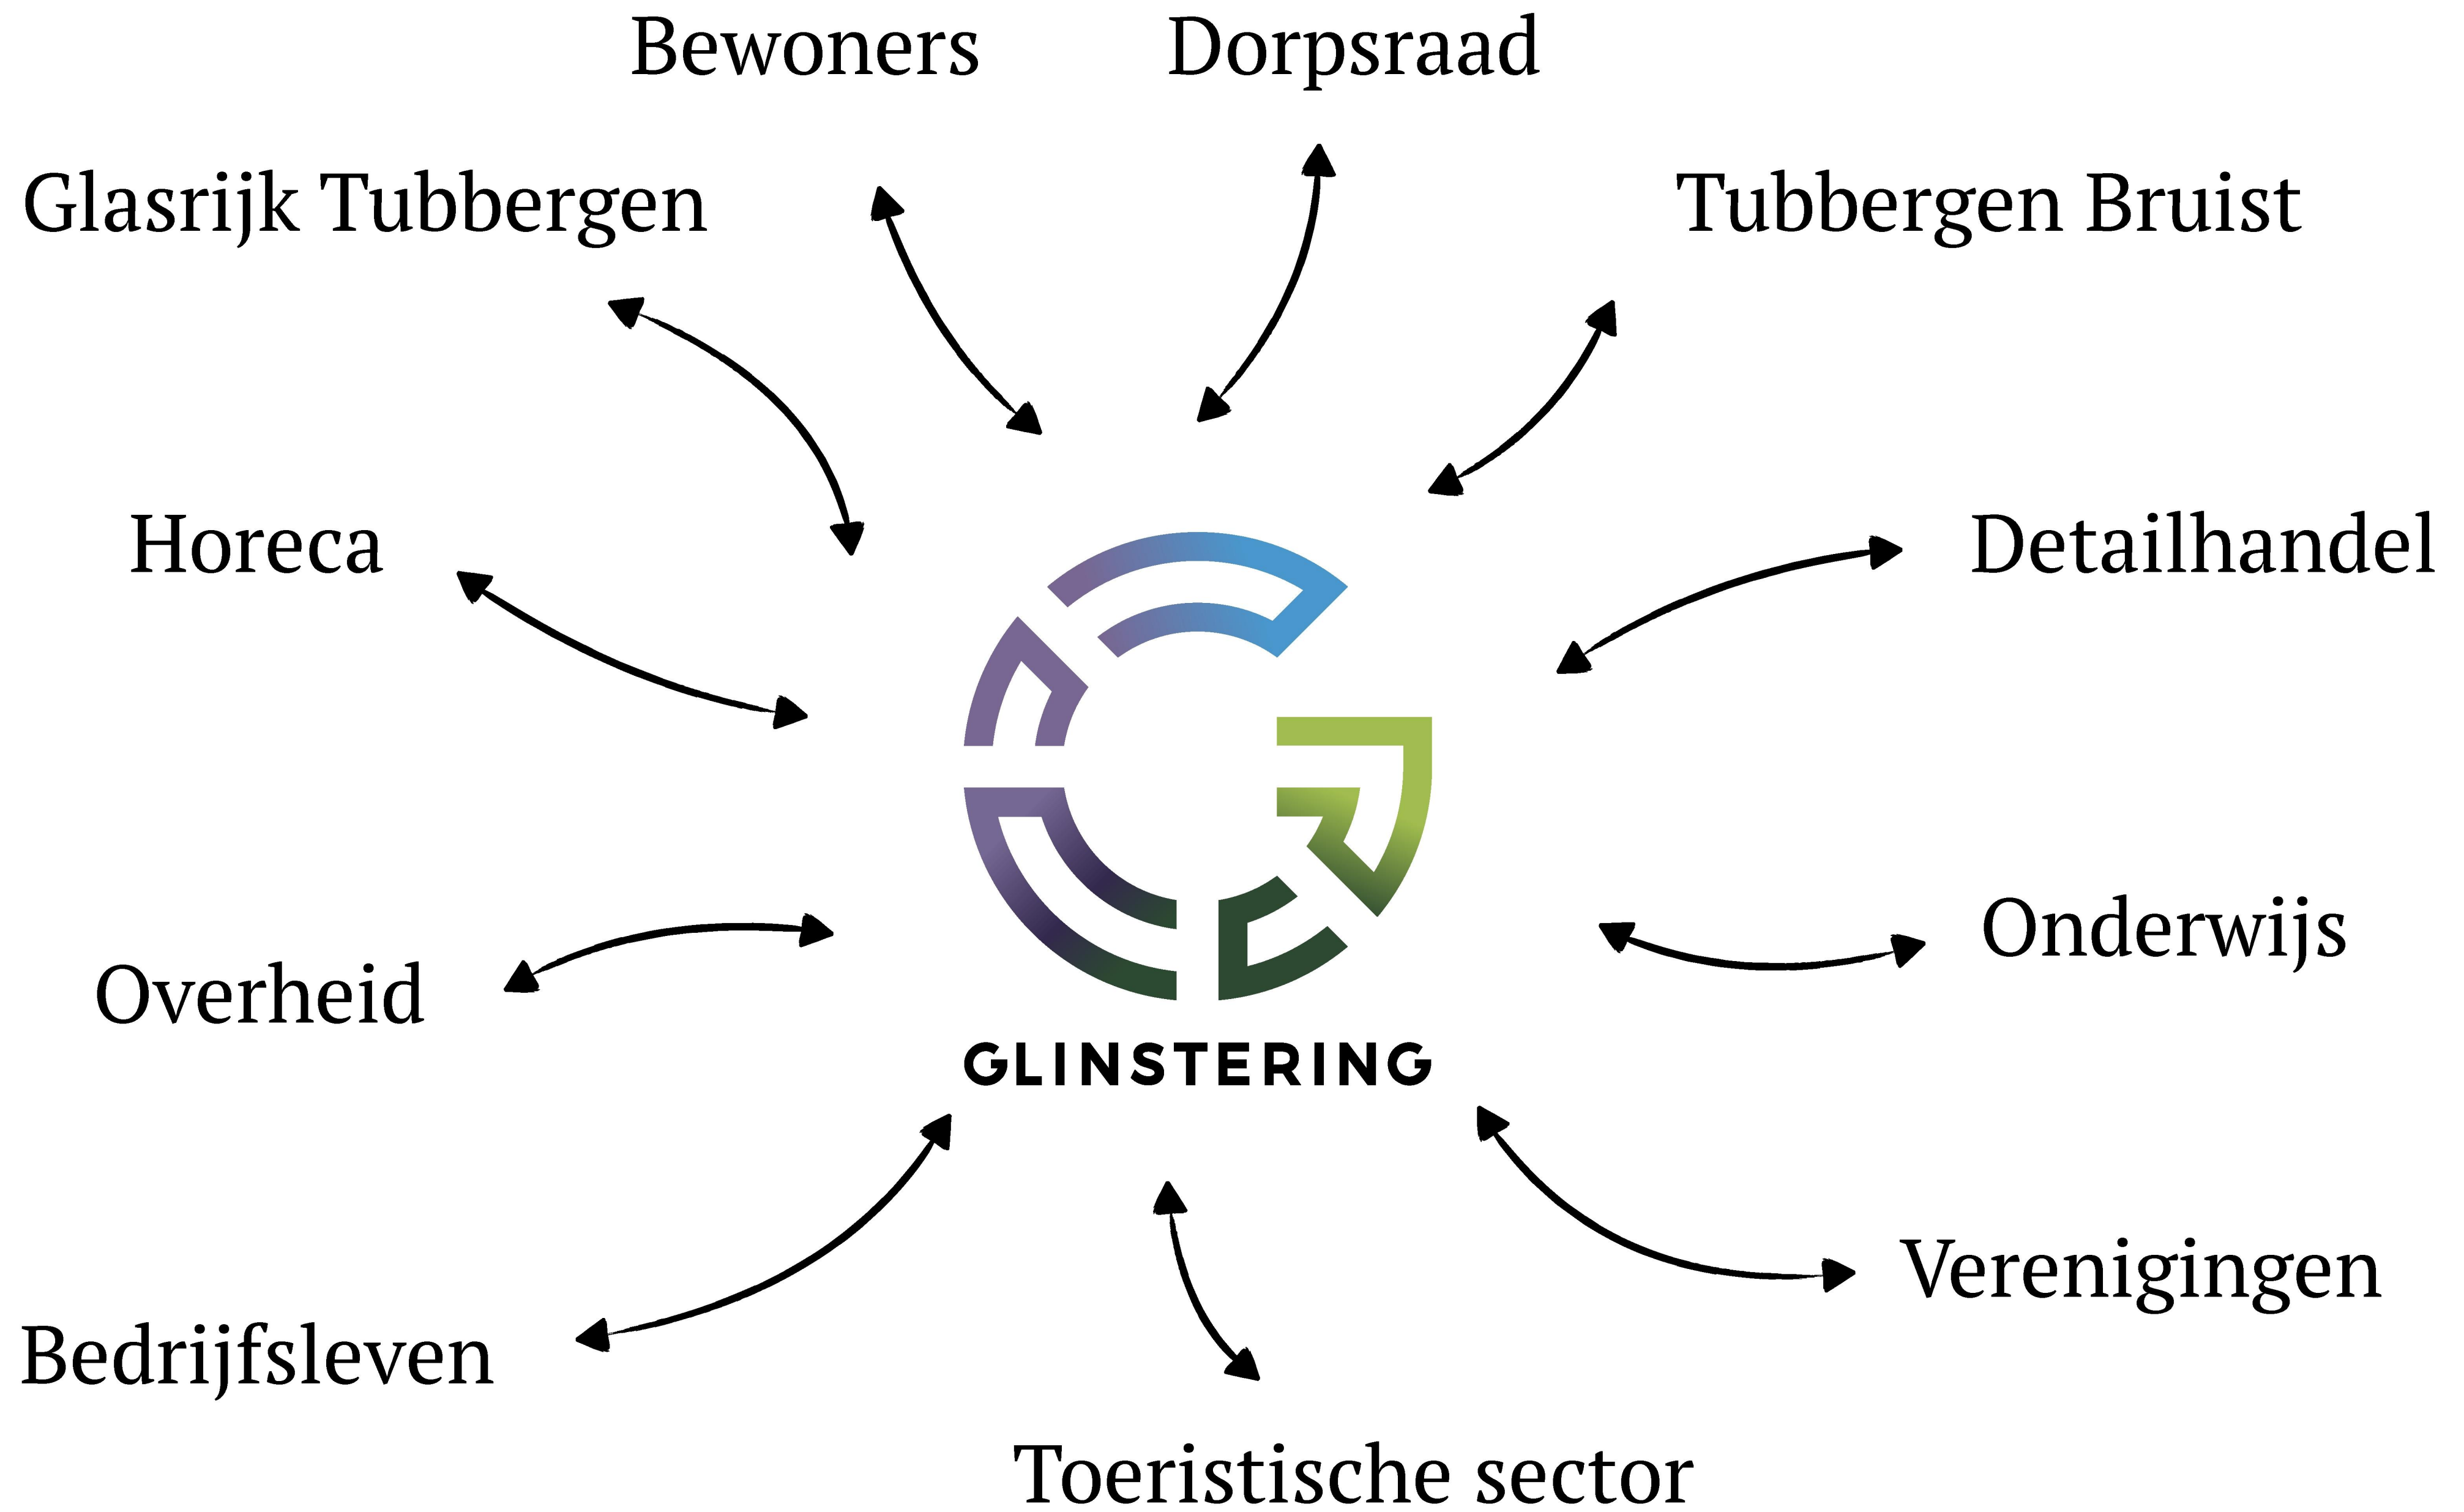 Bewoners
Dorpsraad
Glasrijk Tubbergen
Tubbergen Bruist
Horeca
Detailhandel
Onderwijs
Overheid
GLINSTERING
Verenigingen
Bedrijfsleven
Toeristische sector